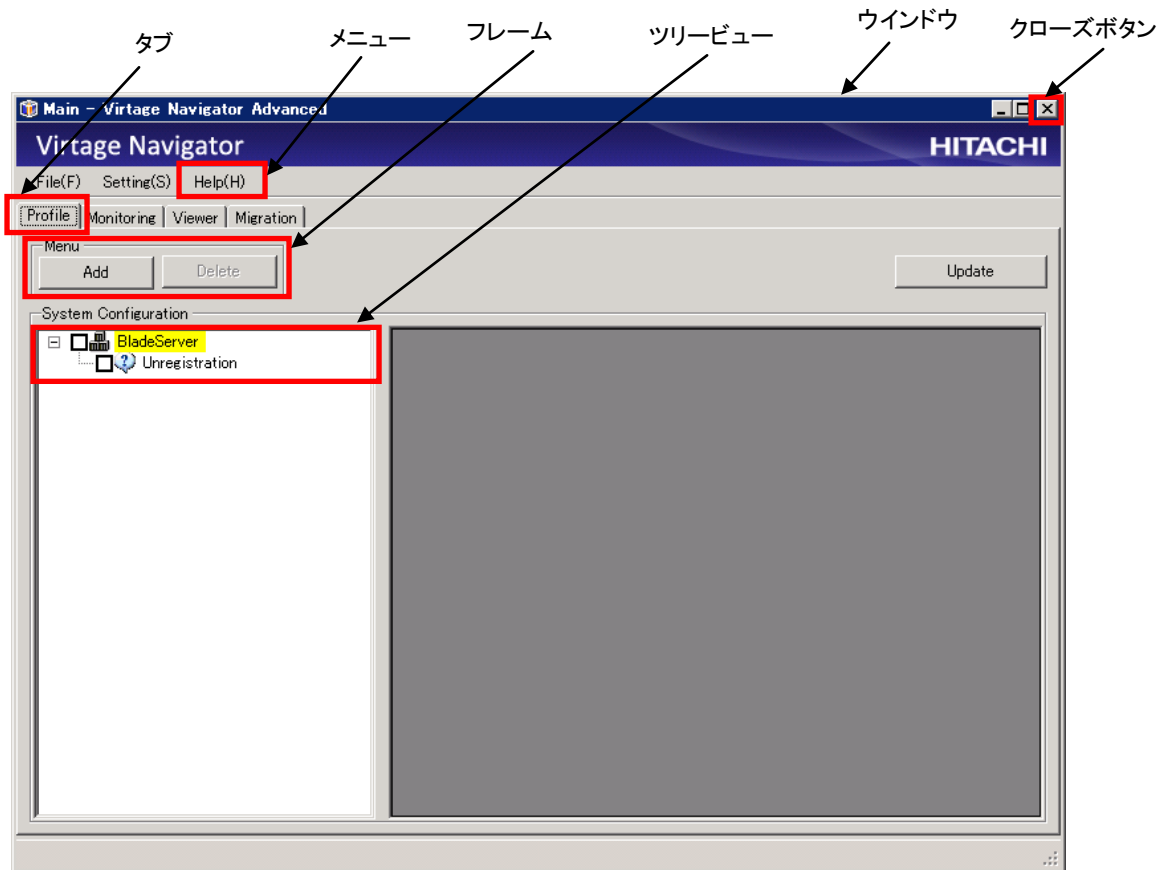 タブ
メニュー
フレーム
ツリービュー
ウインドウ
クローズボタン
Main - Virtage Navigator Advanced
Virtage Navigator
HITACHI
File(F) Setting(S) Help(H)
Profile Monitoring Viewer Migration
Menu
Add Delete Update
System Configuration
BladeServer
Unregistration